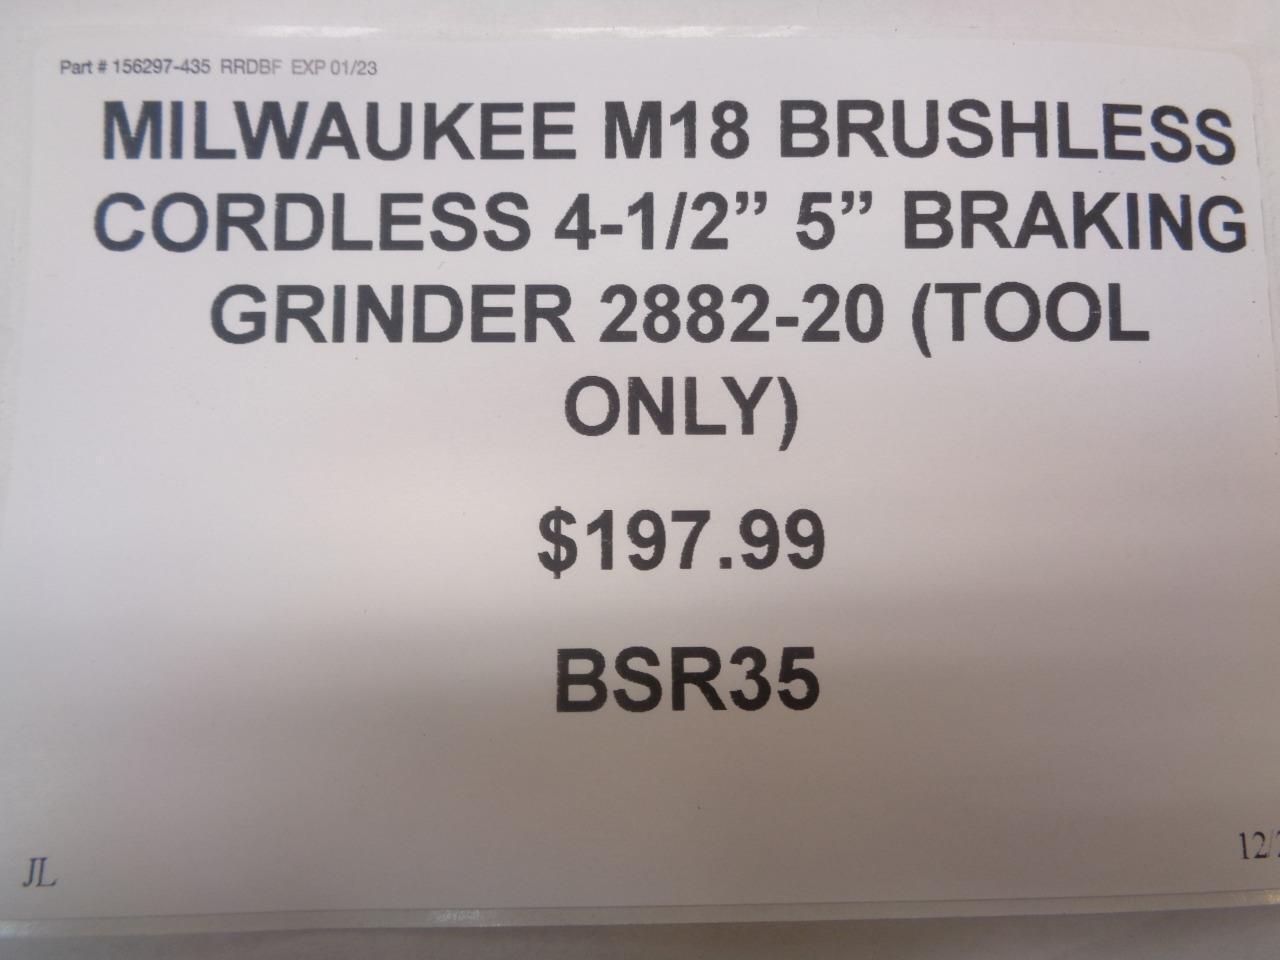 Part # 156297-435 RRDBF EXP 01/23
MILWAUKEE M18 BRUSHLESS
CORDLESS 4-1/2” 5” BRAKING
GRINDER 2882-20 (TOOL
ONLY)
$197.99
BSR35
JL
12/